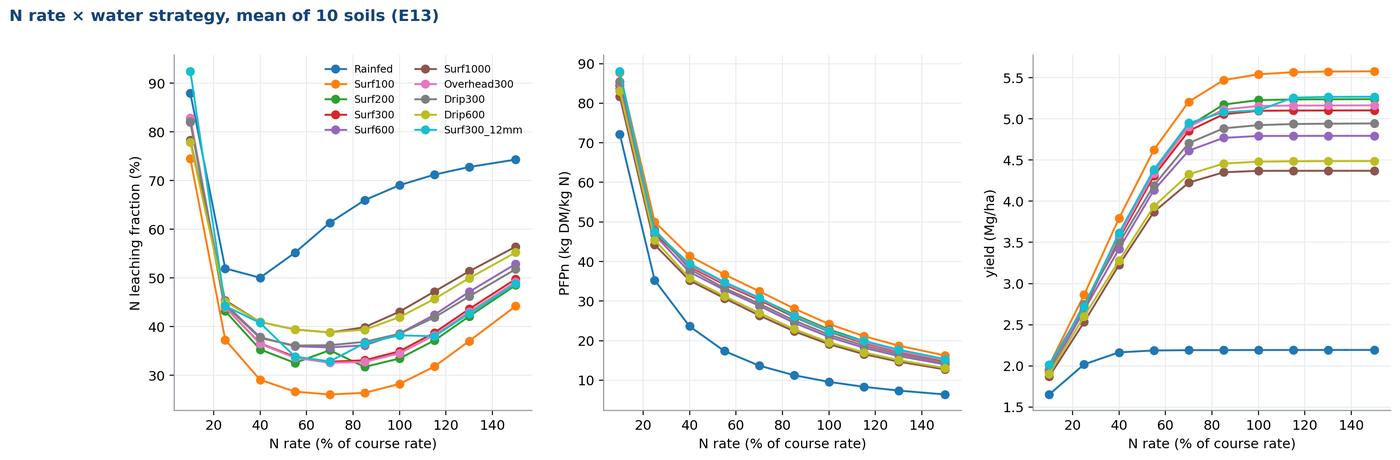 N rate × water strategy, mean of 10 soils (E13)
N leaching fraction (%)
90
80
70
60
50
40
30
20 40 60 80 100 120 140
N rate (% of course rate)
Rainfed
Surf100
Surf200
Surf300
Surf600
Surf1000
Overhead300
Drip300
Drip600
Surf300_12mm
PFPn (kg DM/kg N)
90
80
70
60
50
40
30
20
10
20 40 60 80 100 120 140
N rate (% of course rate)
yield (Mg/ha)
5.5
5.0
4.5
4.0
3.5
3.0
2.5
2.0
1.5
20 40 60 80 100 120 140
N rate (% of course rate)